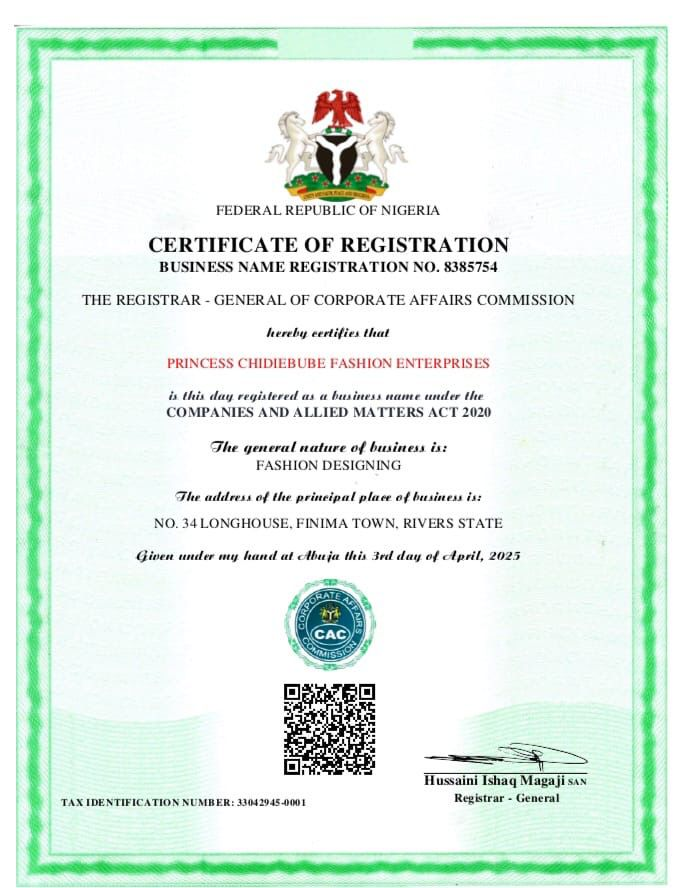 FEDERAL REPUBLIC OF NIGERIA
CERTIFICATE OF REGISTRATION
BUSINESS NAME REGISTRATION NO. 8385754
THE REGISTRAR - GENERAL OF CORPORATE AFFAIRS COMMISSION
hereby certifies that
PRINCESS CHIDIEBUBE FASHION ENTERPRISES
is this day registered as a business name under the
COMPANIES AND ALLIED MATTERS ACT 2020
The general nature of business is:
FASHION DESIGNING
The address of the principal place of business is:
NO. 34 LONGHOUSE, FINIMA TOWN, RIVERS STATE
Given under my hand at Abuja this 3rd day of April, 2025
CORPORATE AFFAIRS
CAC
COMMISSION
Hussaini Ishaq Magaji SAN
Registrar - General
TAX IDENTIFICATION NUMBER: 33042945-0001